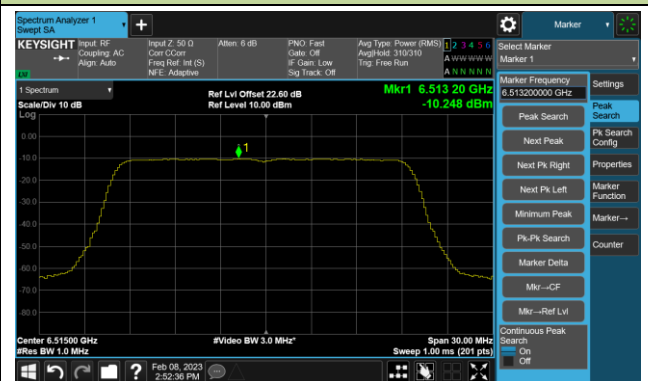 Spectrum Analyzer 1
Swept SA
+
Marker
KEYSIGHT
Input: RF
Coupling: AC
Align: Auto
Input Z: 50 Ω
Corr CCorr
Freq Ref: Int (S)
NFE: Adaptive
Atten: 6 dB
PNO: Fast
Gate: Off
IF Gain: Low
Sig Track: Off
Avg Type: Power (RMS)
Avg|Hold: 310/310
Trig: Free Run
1 2 3 4 5 6
A W W W W W
A N N N N N
Select Marker
Marker 1
LXI
1 Spectrum
Scale/Div 10 dB
Ref Lvl Offset 22.60 dB
Ref Level 10.00 dBm
Mkr1 6.513 20 GHz
-10.248 dBm
Log
0.00
-10.0
-20.0
-30.0
-40.0
-50.0
-60.0
-70.0
-80.0
1
Center 6.51500 GHz
#Res BW 1.0 MHz
#Video BW 3.0 MHz*
Span 30.00 MHz
Sweep 1.00 ms (201 pts)
Marker Frequency
6.513200000 GHz
Peak Search
Next Peak
Next Pk Right
Next Pk Left
Minimum Peak
Pk-Pk Search
Marker Delta
Mkr→CF
Mkr→Ref Lvl
Continuous Peak
Search
On
Off
Settings
Peak
Search
Pk Search
Config
Properties
Marker
Function
Marker→
Counter
?
Feb 08, 2023
2:52:36 PM